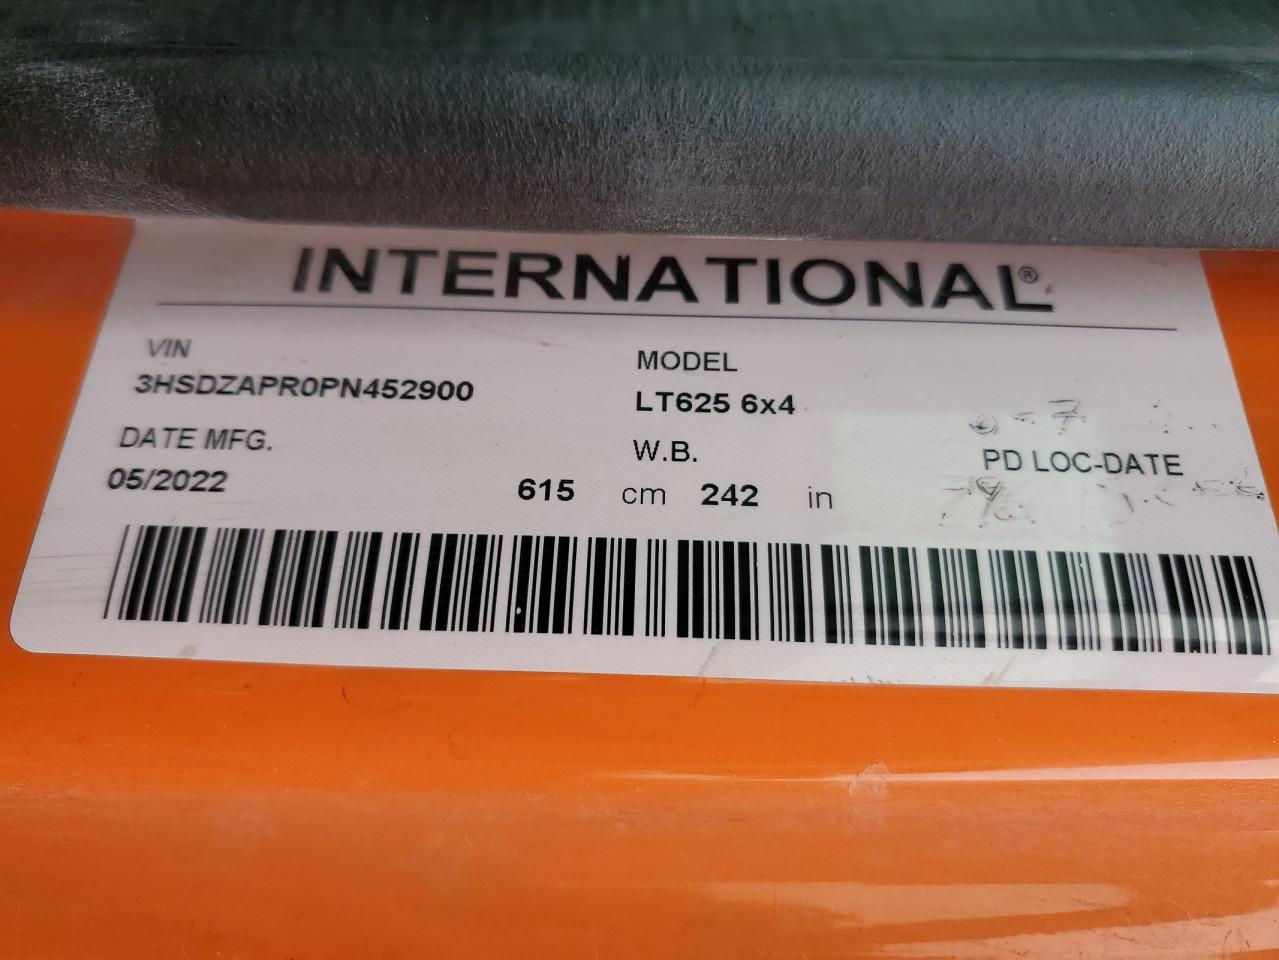 INTERNATIONAL®
VIN
3HSDZAPR0PN452900
MODEL
LT625 6x4
DATE MFG.
05/2022
W.B.
615 cm 242 in
PD LOC-DATE